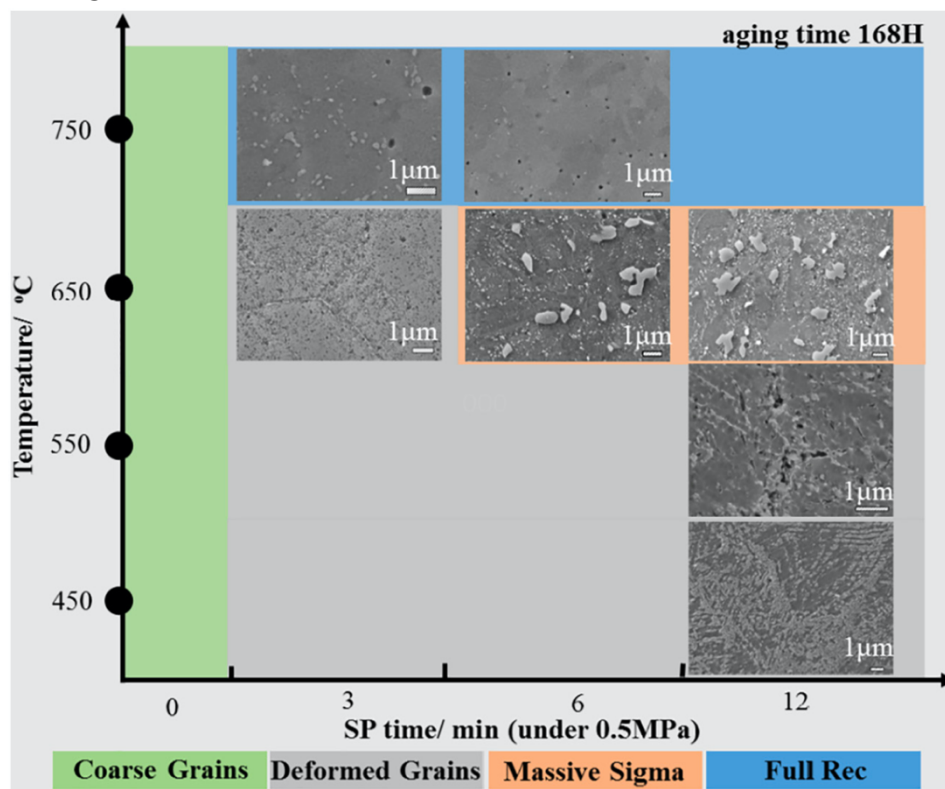 aging time 168H
750
1μm
1μm
Temperature/ °C
650
1μm
1μm
1μm
550
1μm
450
1μm
0
3
6
12
SP time/ min (under 0.5MPa)
Coarse Grains
Deformed Grains
Massive Sigma
Full Rec